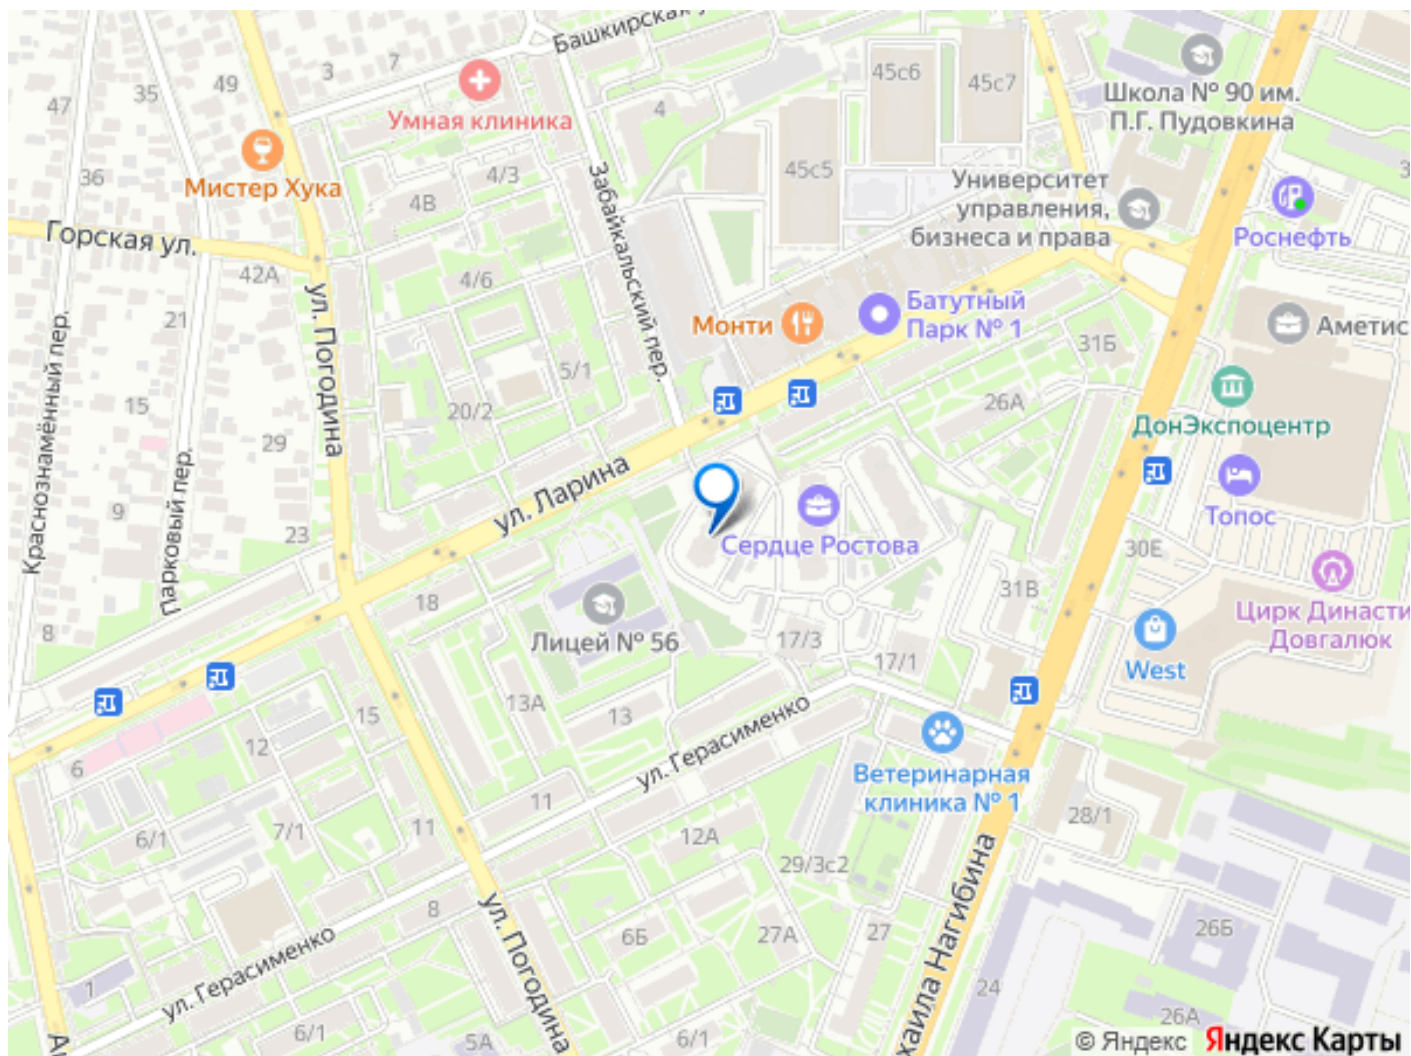 Башкирская
3
7
47
35
49
Умная клиника
4
45с6
45с7
Школа № 90 им.
П.Г. Пудовкина
Мистер Хука
36
4/3
4В
Забайкальский пер.
45с5
Университет
управления,
бизнеса и права
Роснефть
Горская ул.
42А
4/6
ул. Погодина
21
Краснознамённый пер.
Монти
Батутный
Парк № 1
31Б
Аметис
5/1
20/2
15
29
26А
ДонЭкспоцентр
ул. Ларина
Парковый пер.
9
23
Сердце Ростова
Топос
30Е
18
31В
8
Лицей № 56
17/3
17/1
Цирк Династи
Довгалюк
West
13А
13
15
12
6
ул. Герасименко
Ветеринарная
клиника № 1
11
7/1
6/1
11
12А
28/1
29/3с2
8
6Б
27А
27
26Б
ул. Герасименко
ул. Погодина
хаила Нагибина
1
24
6/1
5А
6/1
26А
© Яндекс Яндекс Карты